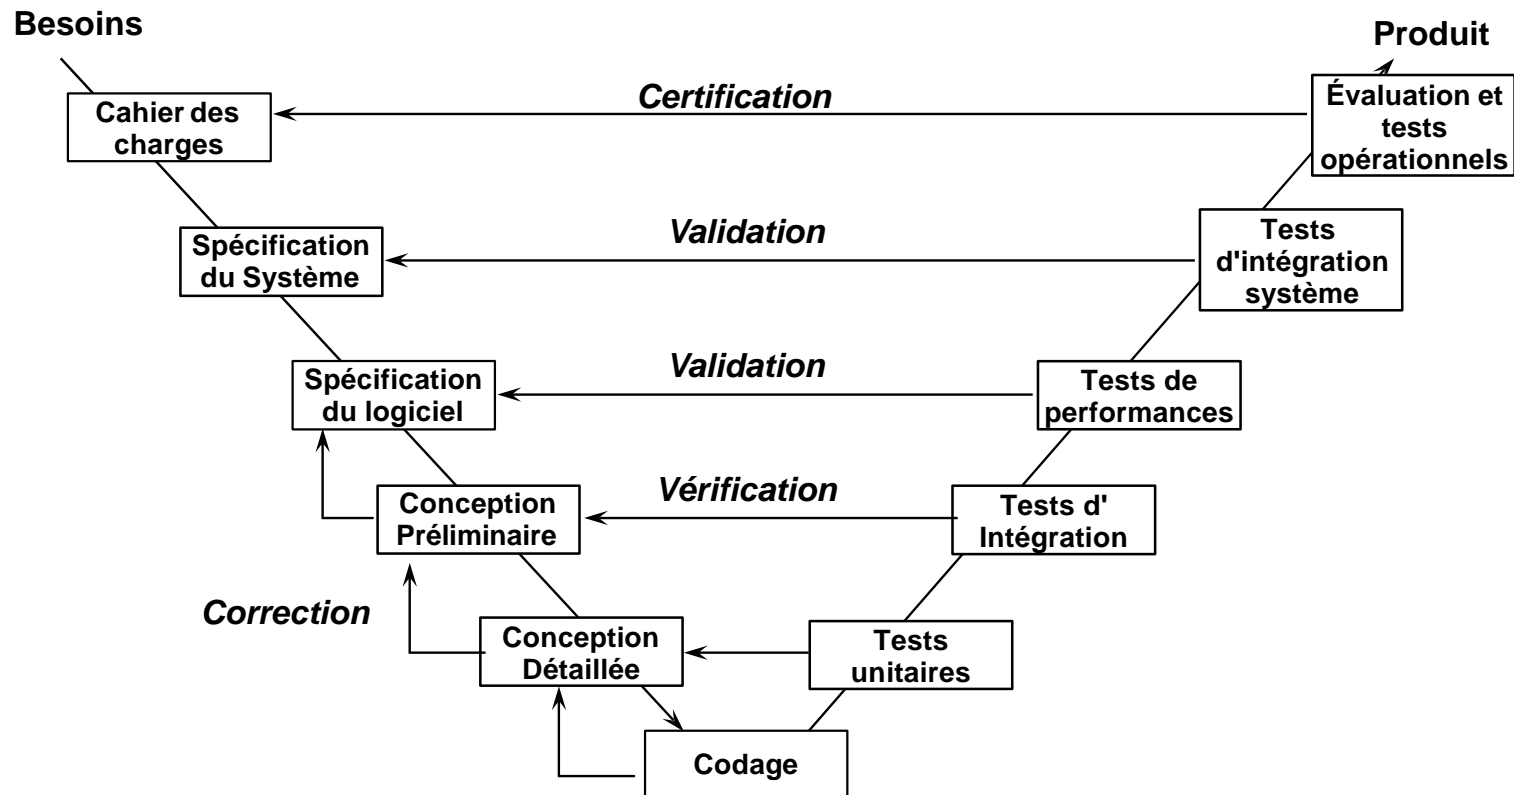 Besoins
Produit
Certification
Cahier des
charges
Évaluation et
tests
opérationnels
Validation
Spécification
du Système
Tests
d'intégration
système
Validation
Spécification
du logiciel
Tests de
performances
Vérification
Conception
Préliminaire
Tests d'
Intégration
Correction
Conception
Détaillée
Tests
unitaires
Codage